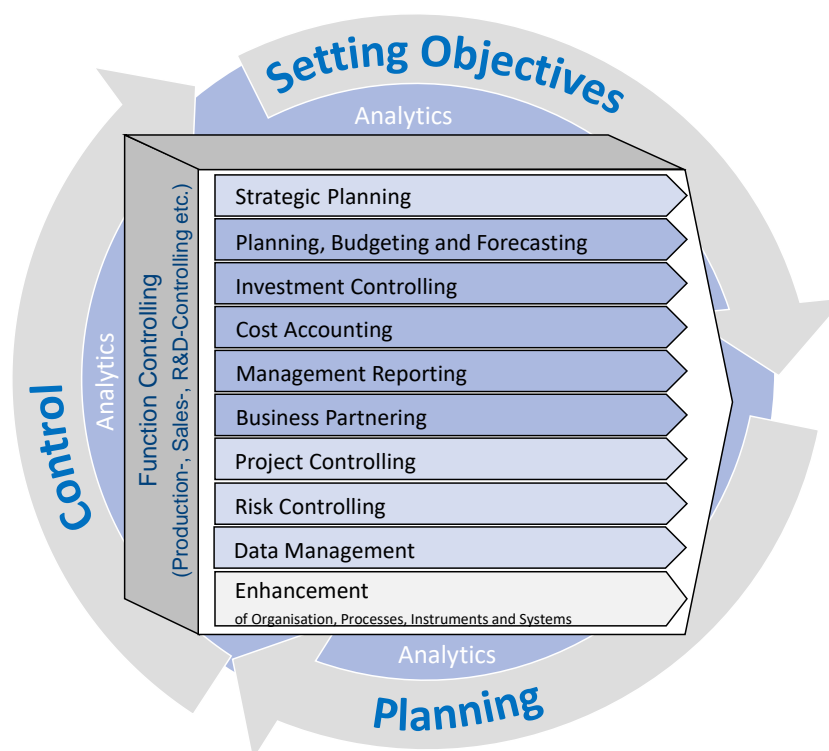 Setting Objectives
Analytics
Strategic Planning
Planning, Budgeting and Forecasting
Investment Controlling
Cost Accounting
Management Reporting
Business Partnering
Project Controlling
Risk Controlling
Data Management
Enhancement
of Organisation, Processes, Instruments and Systems
Function Controlling
(Production-, Sales-, R&D-Controlling etc.)
Analytics
Control
Analytics
Planning